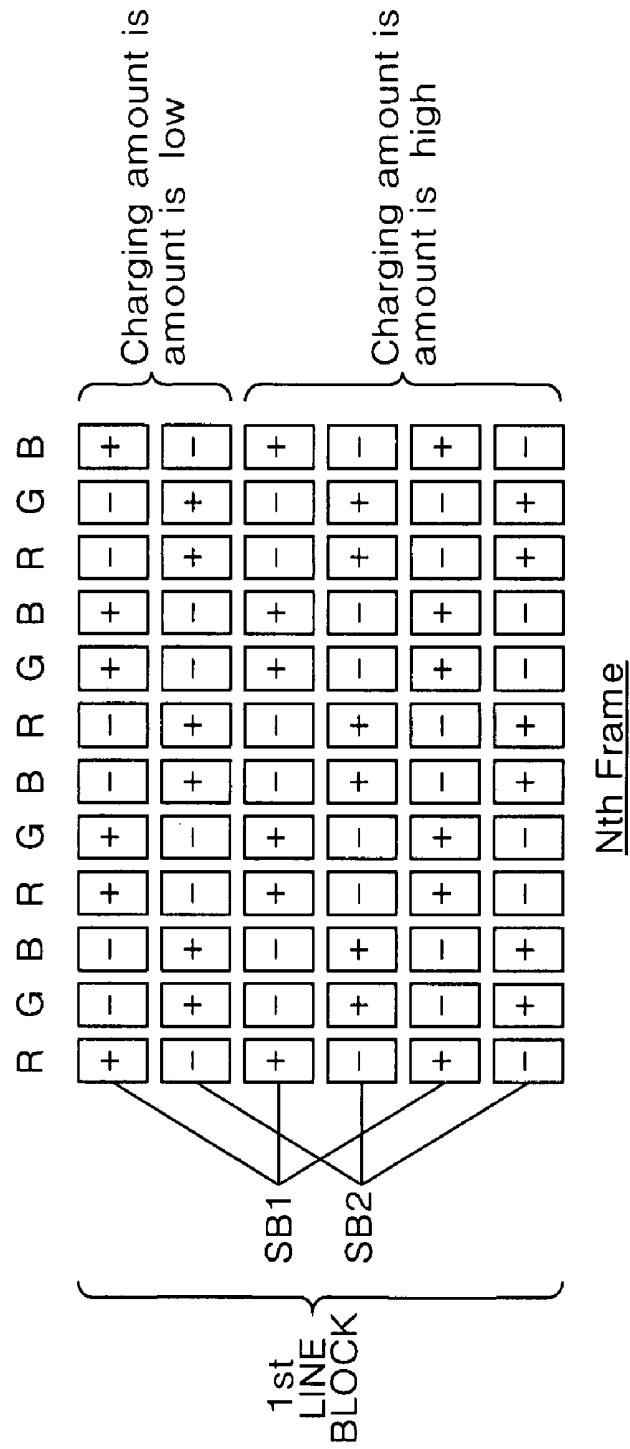 R G B R G B R G B R G B
+ − − + + − − + + − − +
− + + − − + + − − + + −
+ − − + + − − + + − − +
− + + − − + + − − + + −
+ − − + + − − + + − − +
− + + − − + + − − + + −
1st
LINE
BLOCK
SB1
SB2
Charging amount is
amount is low
Charging amount is
amount is high
Nth Frame